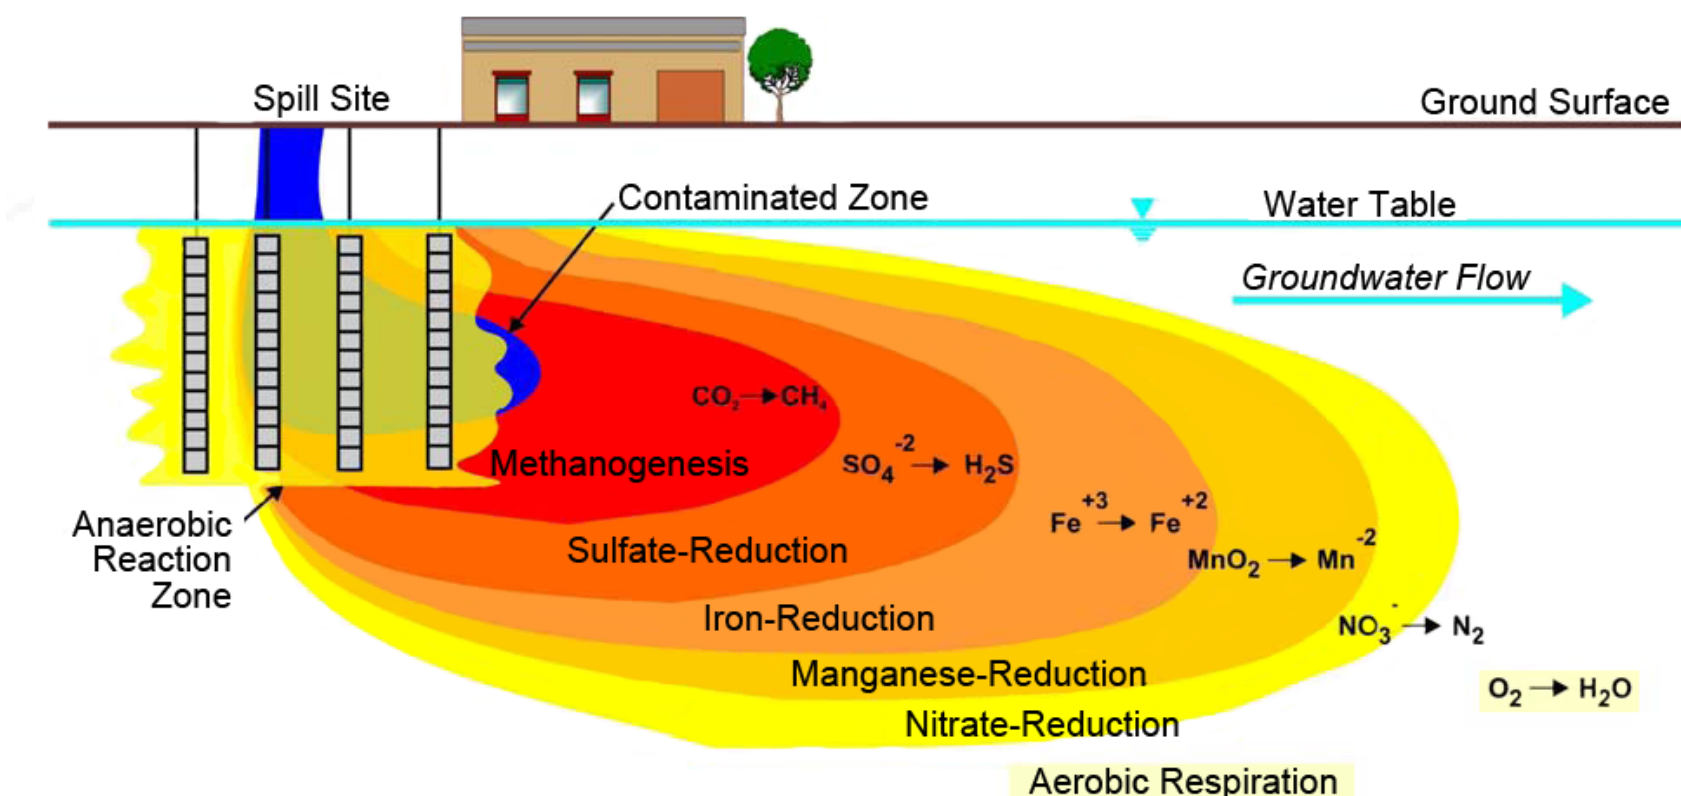 Spill Site
Ground Surface
Contaminated Zone
Water Table
Groundwater Flow
CO₂→CH₄
Methanogenesis
SO₄⁻² → H₂S
Anaerobic
Reaction
Zone
Fe⁺³ → Fe⁺²
Sulfate-Reduction
MnO₂ → Mn⁻²
Iron-Reduction
NO₃⁻ → N₂
Manganese-Reduction
O₂ → H₂O
Nitrate-Reduction
Aerobic Respiration